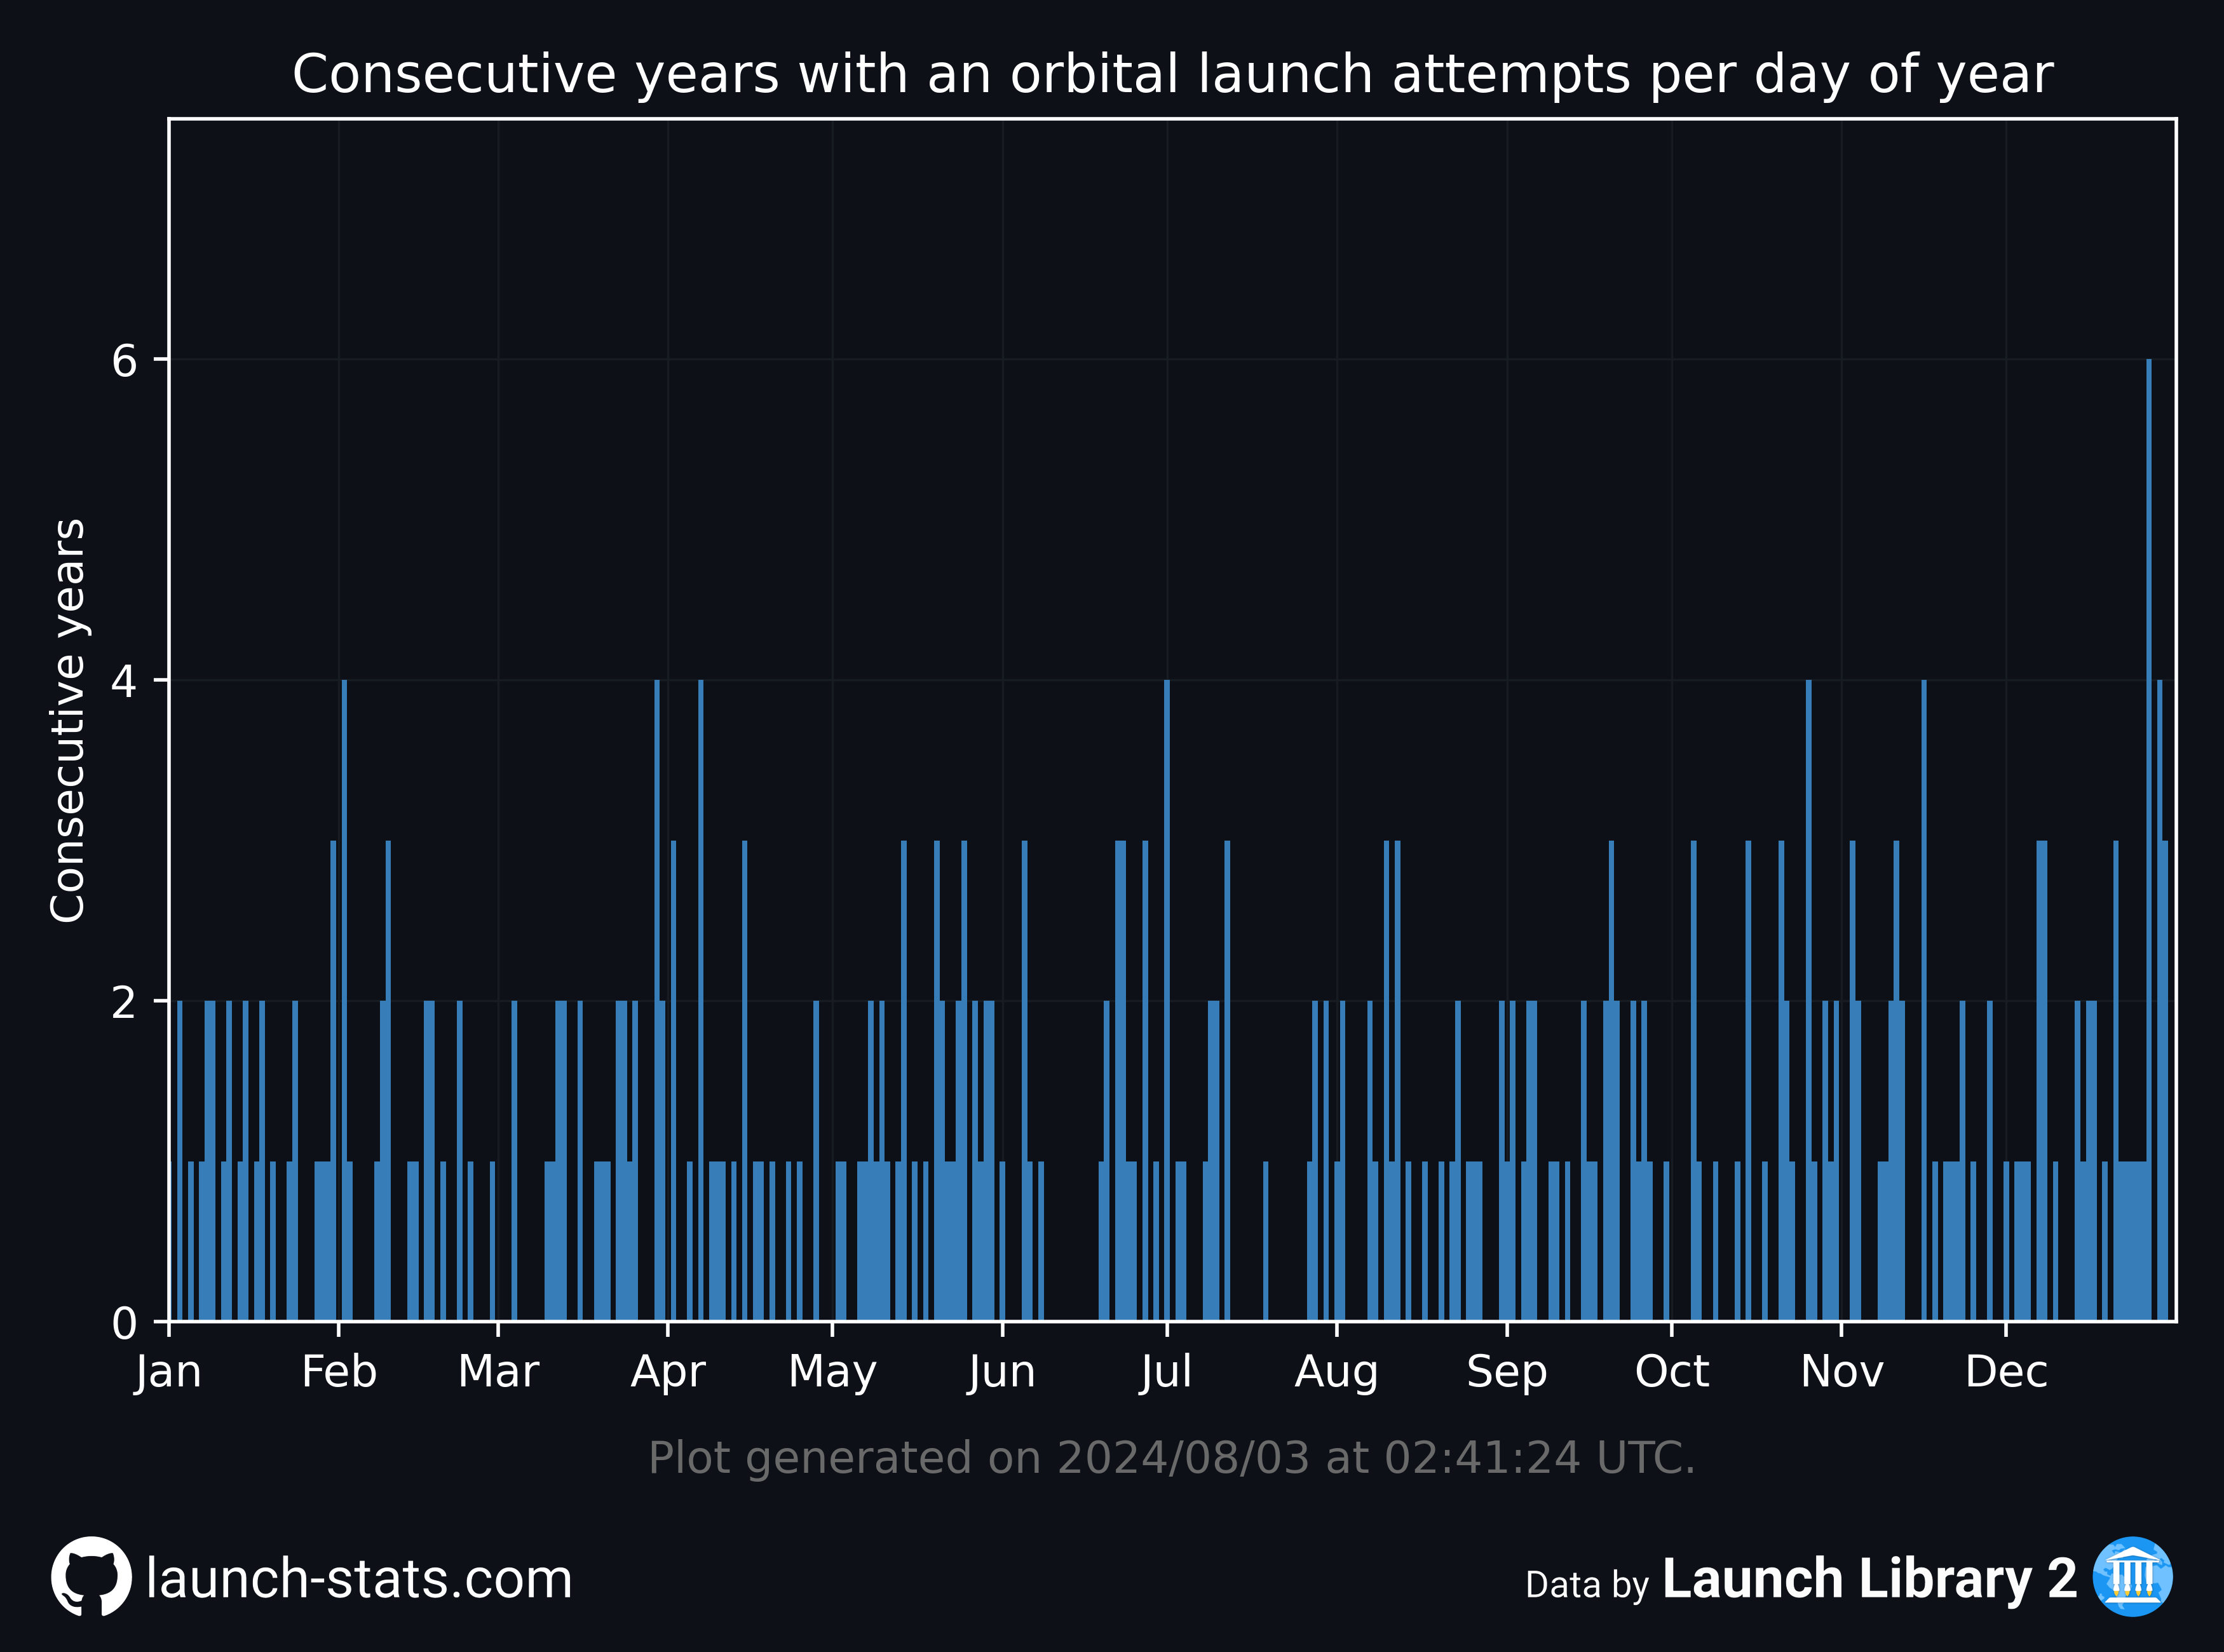 Consecutive years with an orbital launch attempts per day of year
Consecutive years
6
4
2
0
Jan Feb Mar Apr May Jun Jul Aug Sep Oct Nov Dec
Plot generated on 2024/08/03 at 02:41:24 UTC.
launch-stats.com
Data by Launch Library 2